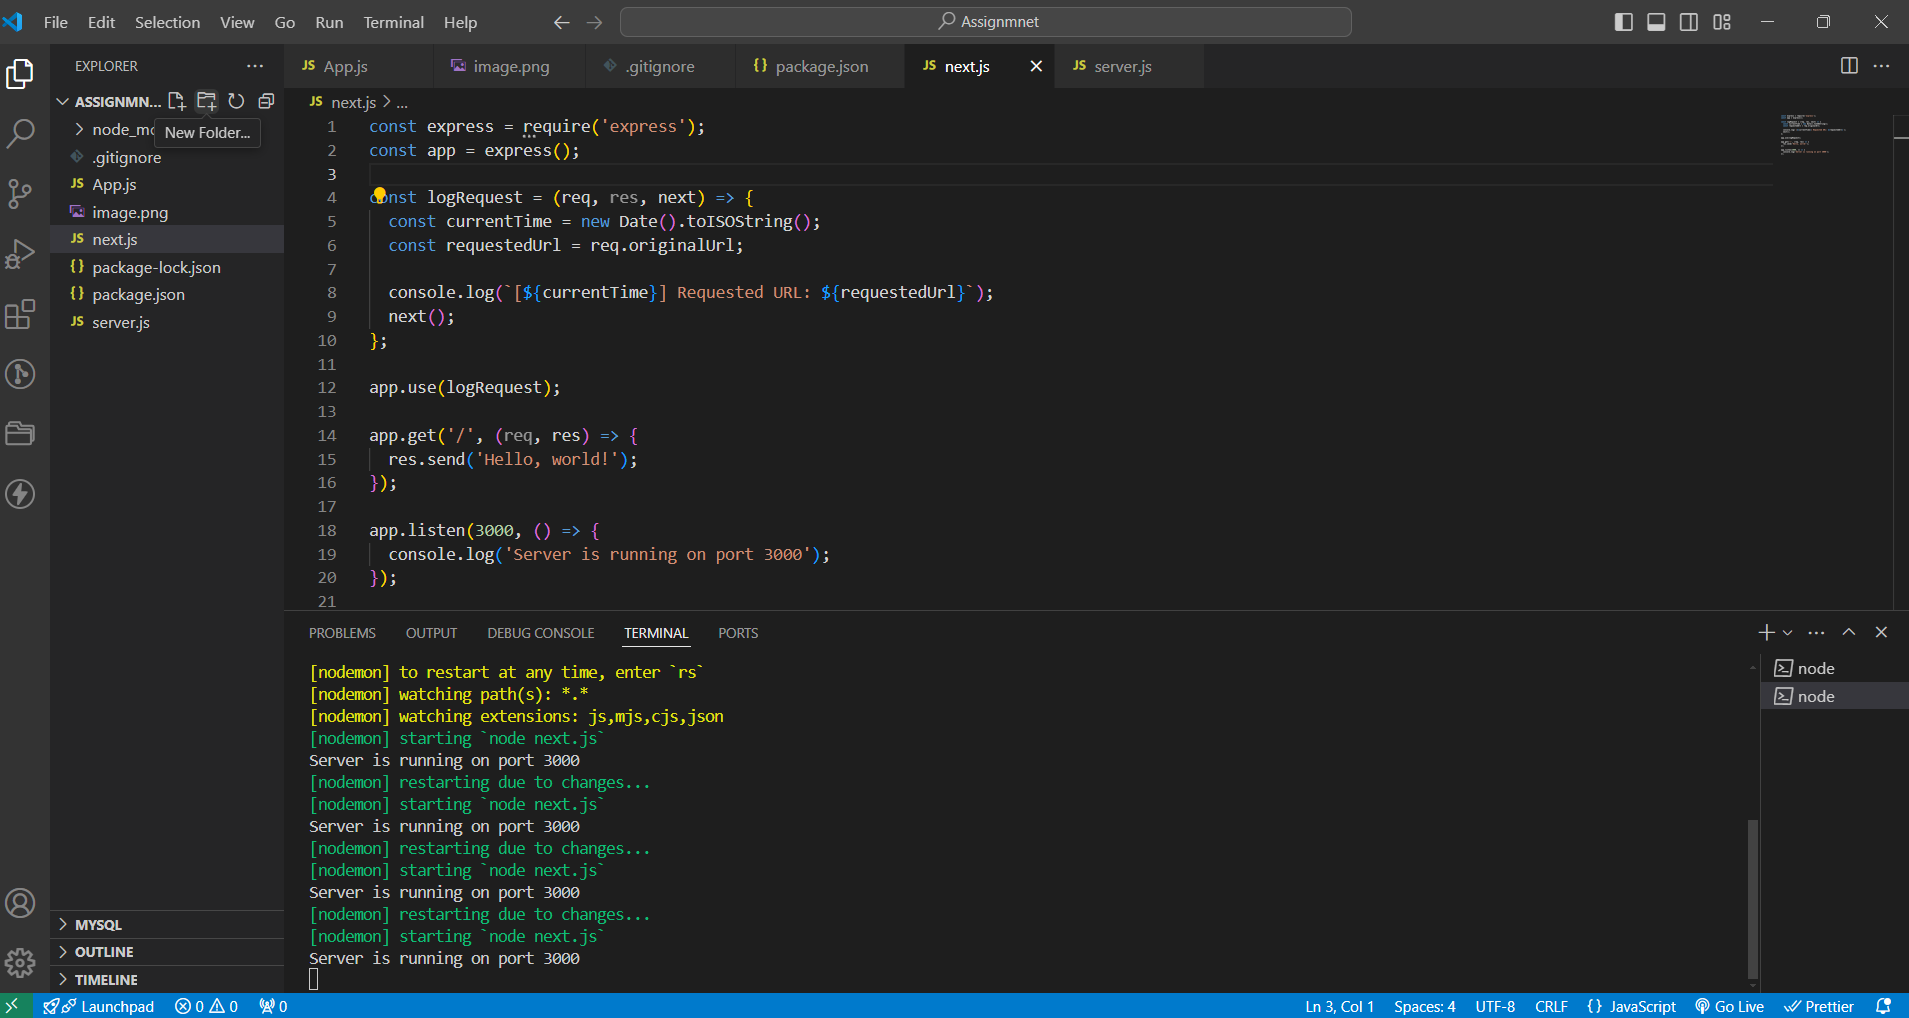 File Edit Selection View Go Run Terminal Help
Assignmnet
EXPLORER
ASSIGNMN...
node_mo
New Folder...
.gitignore
JS App.js
image.png
JS next.js
{} package-lock.json
{} package.json
JS server.js
MYSQL
OUTLINE
TIMELINE
JS App.js image.png .gitignore {} package.json JS next.js JS server.js
JS next.js > ...
1 const express = require('express');
2 const app = express();
3
4 const logRequest = (req, res, next) => {
5 const currentTime = new Date().toISOString();
6 const requestedUrl = req.originalUrl;
7
8 console.log(`[${currentTime}] Requested URL: ${requestedUrl}`);
9 next();
10 };
11
12 app.use(logRequest);
13
14 app.get('/', (req, res) => {
15 res.send('Hello, world!');
16 });
17
18 app.listen(3000, () => {
19 console.log('Server is running on port 3000');
20 });
21
PROBLEMS OUTPUT DEBUG CONSOLE TERMINAL PORTS
[nodemon] to restart at any time, enter `rs`
[nodemon] watching path(s): *.*
[nodemon] watching extensions: js,mjs,cjs,json
[nodemon] starting `node next.js`
Server is running on port 3000
[nodemon] restarting due to changes...
[nodemon] starting `node next.js`
Server is running on port 3000
[nodemon] restarting due to changes...
[nodemon] starting `node next.js`
Server is running on port 3000
[nodemon] restarting due to changes...
[nodemon] starting `node next.js`
Server is running on port 3000
node
node
Launchpad 0 0 0 Ln 3, Col 1 Spaces: 4 UTF-8 CRLF {} JavaScript Go Live Prettier